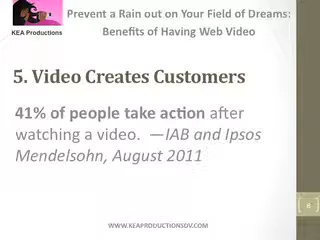 Prevent a Rain out on Your Field of Dreams:
KEA Productions
Benefits of Having Web Video
5. Video Creates Customers
41% of people take action after
watching a video. —IAB and Ipsos
Mendelsohn, August 2011
8
WWW.KEAPRODUCTIONSDV.COM